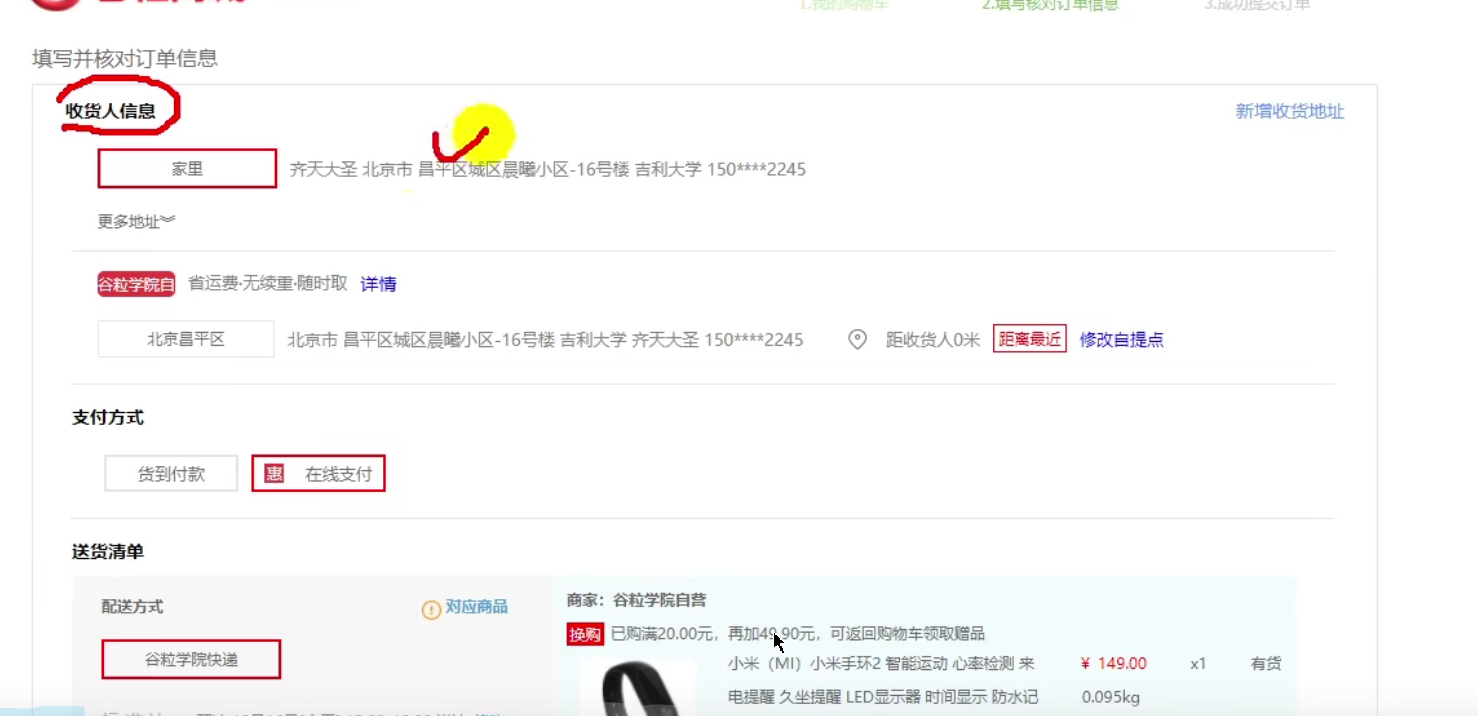 1.我的购物车 2.填写核对订单信息 3.成功提交订单
填写并核对订单信息
收货人信息 新增收货地址
家里 齐天大圣 北京市 昌平区城区晨曦小区-16号楼 吉利大学 150****2245
更多地址
谷粒学院自 省运费·无续重·随时取 详情
北京昌平区 北京市 昌平区城区晨曦小区-16号楼 吉利大学 齐天大圣 150****2245 距收货人0米 距离最近 修改自提点
支付方式
货到付款 惠 在线支付
送货清单
配送方式 对应商品 商家：谷粒学院自营
换购 已购满20.00元，再加49.90元，可返回购物车领取赠品
谷粒学院快递 小米（MI）小米手环2 智能运动 心率检测 来 ￥ 149.00 x1 有货
电提醒 久坐提醒 LED显示器 时间显示 防水记 0.095kg